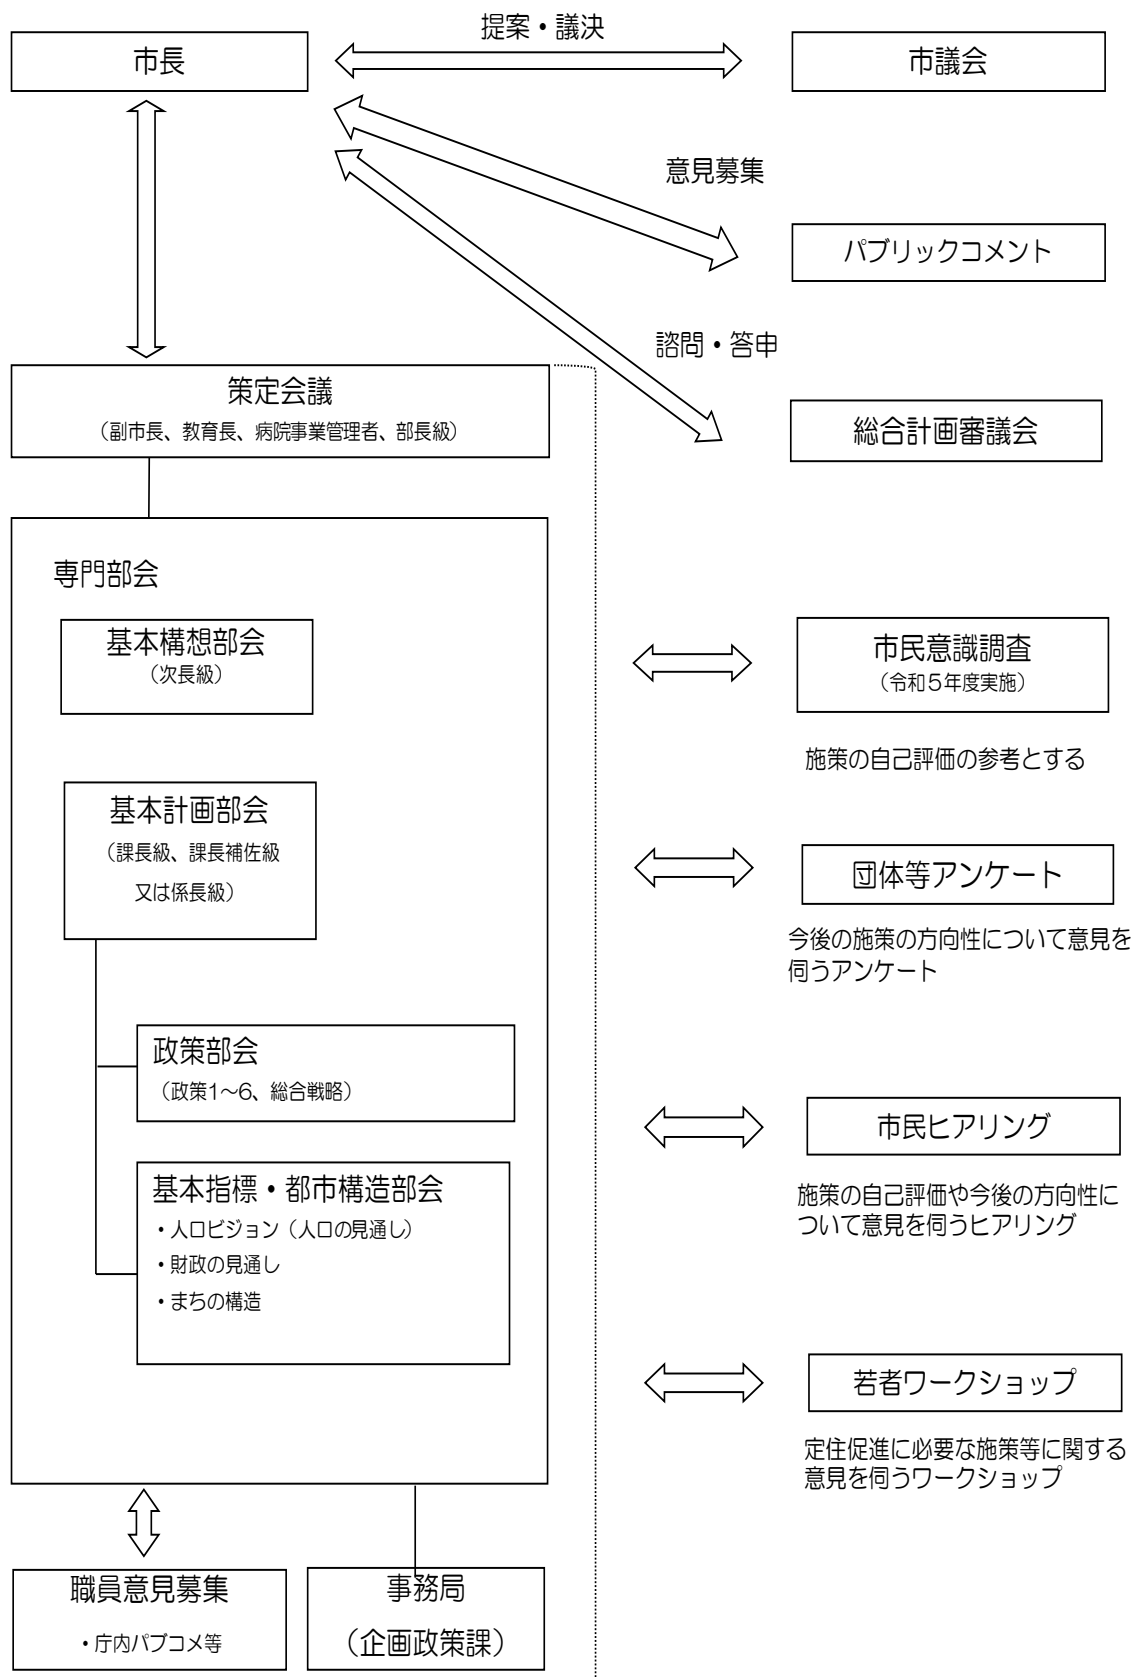 提案・議決
市長
市議会
意見募集
パブリックコメント
諮問・答申
策定会議
（副市長、教育長、病院事業管理者、部長級）
総合計画審議会
専門部会
基本構想部会
（次長級）
市民意識調査
（令和５年度実施）
施策の自己評価の参考とする
基本計画部会
（課長級、課長補佐級
又は係長級）
団体等アンケート
今後の施策の方向性について意見を
伺うアンケート
政策部会
（政策1～6、総合戦略）
市民ヒアリング
施策の自己評価や今後の方向性に
ついて意見を伺うヒアリング
基本指標・都市構造部会
・人口ビジョン（人口の見通し）
・財政の見通し
・まちの構造
若者ワークショップ
定住促進に必要な施策等に関する
意見を伺うワークショップ
職員意見募集
・庁内パブコメ等
事務局
（企画政策課）